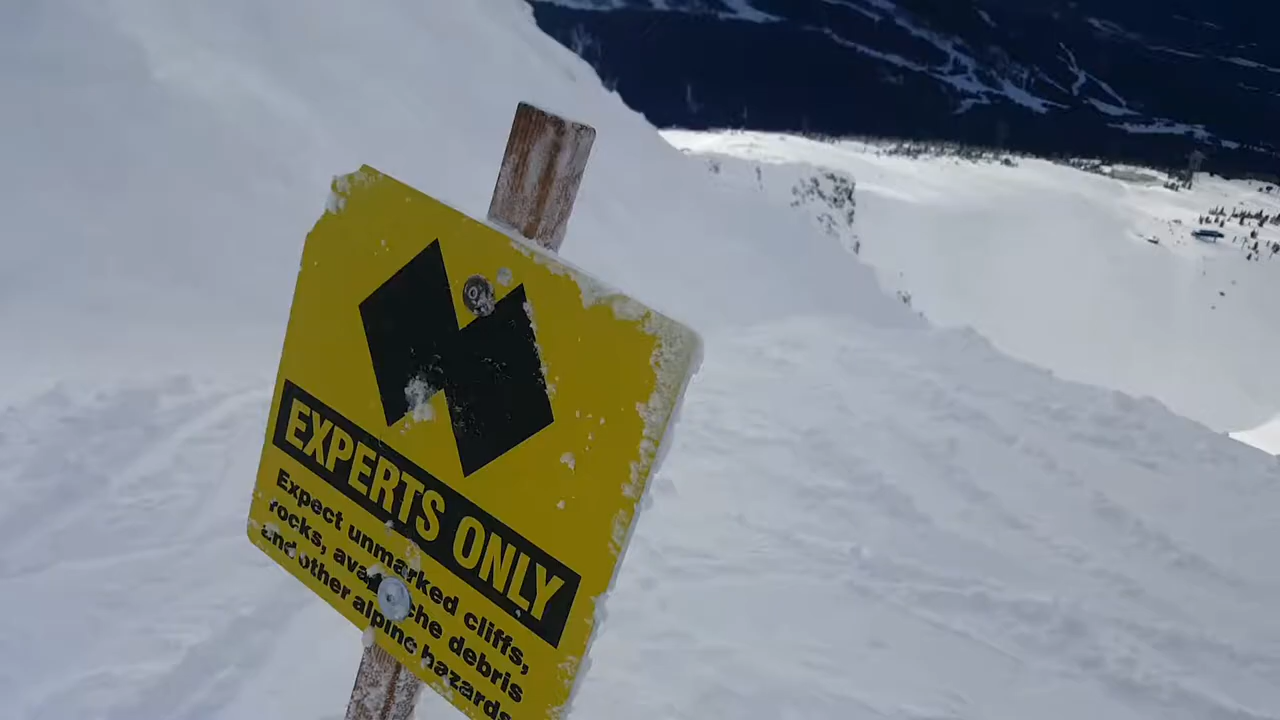 EXPERTS ONLY
Expect unmarked cliffs,
rocks, avalanche debris
and other alpine hazards